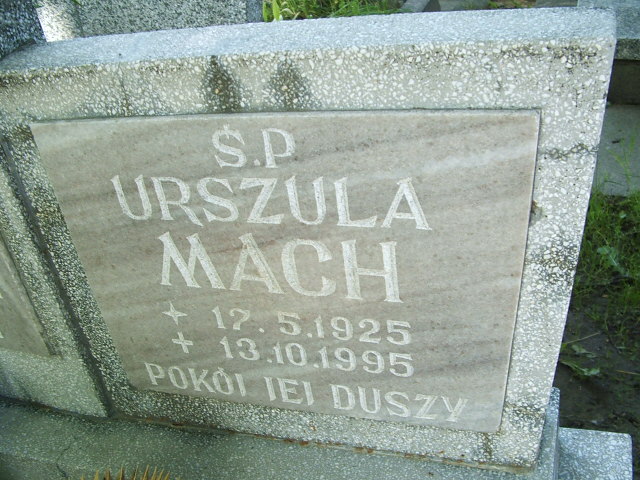 Ś.P
URSZULA
MACH
* 17.5.1925
+ 13.10.1995
POKÓJ JEJ DUSZY